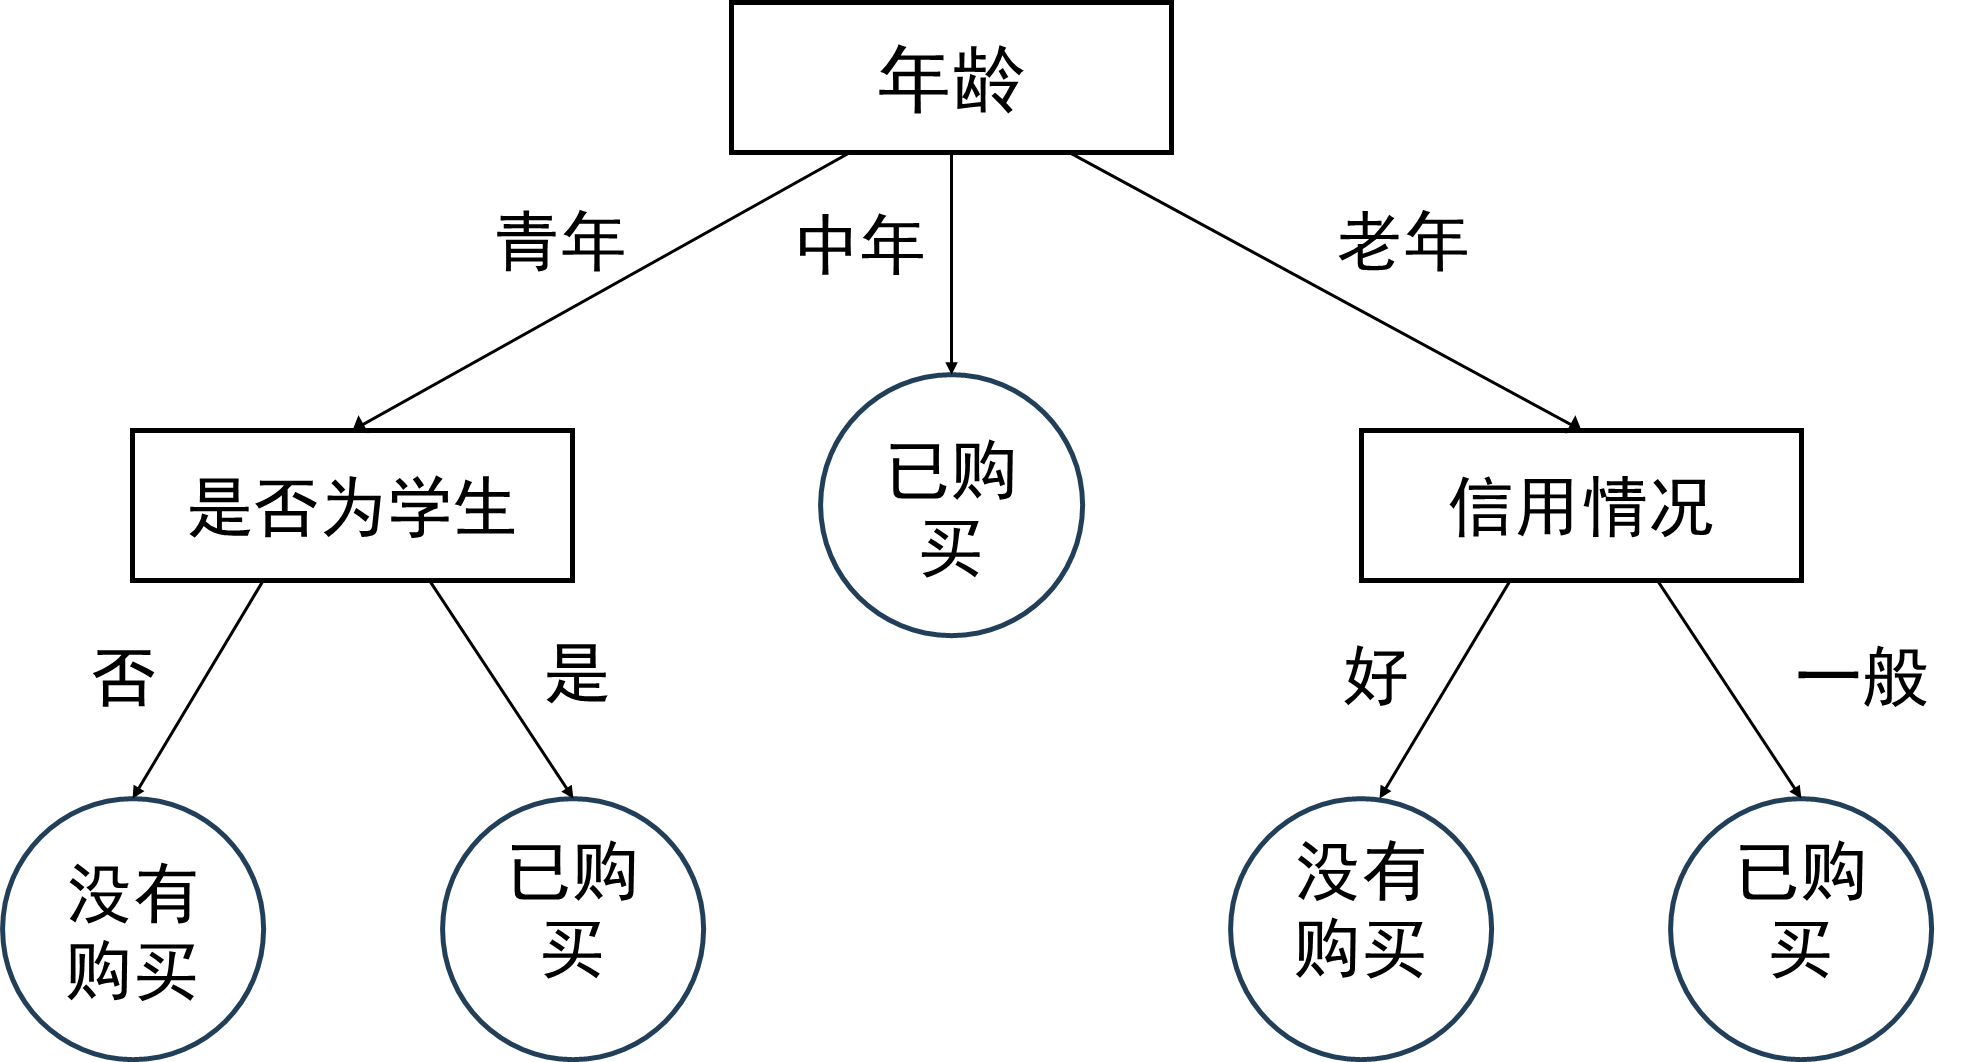 年龄
青年
中年
老年
是否为学生
已购
买
信用情况
否
是
好
一般
没有
购买
已购
买
没有
购买
已购
买